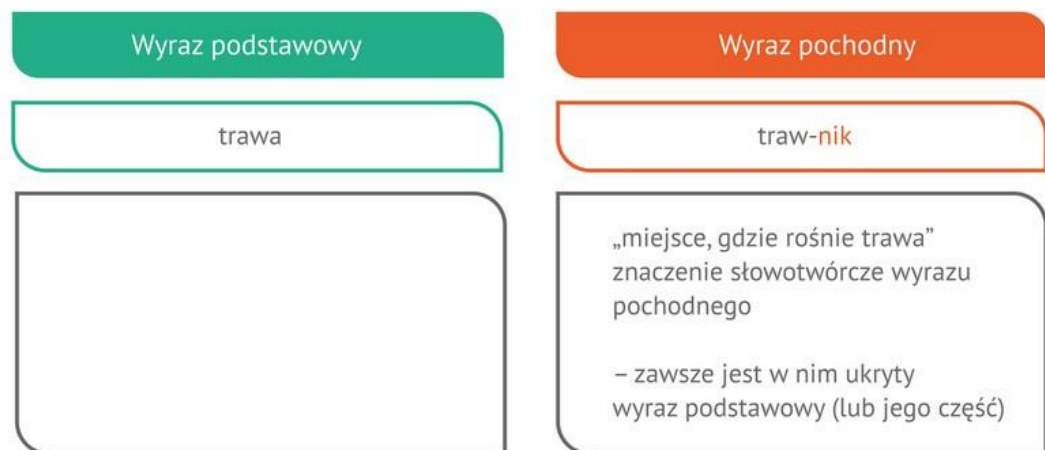 Wyraz podstawowy
Wyraz pochodny
trawa
traw-nik
„miejsce, gdzie rośnie trawa”
znaczenie słowotwórcze wyrazu
pochodnego
– zawsze jest w nim ukryty
wyraz podstawowy (lub jego część)